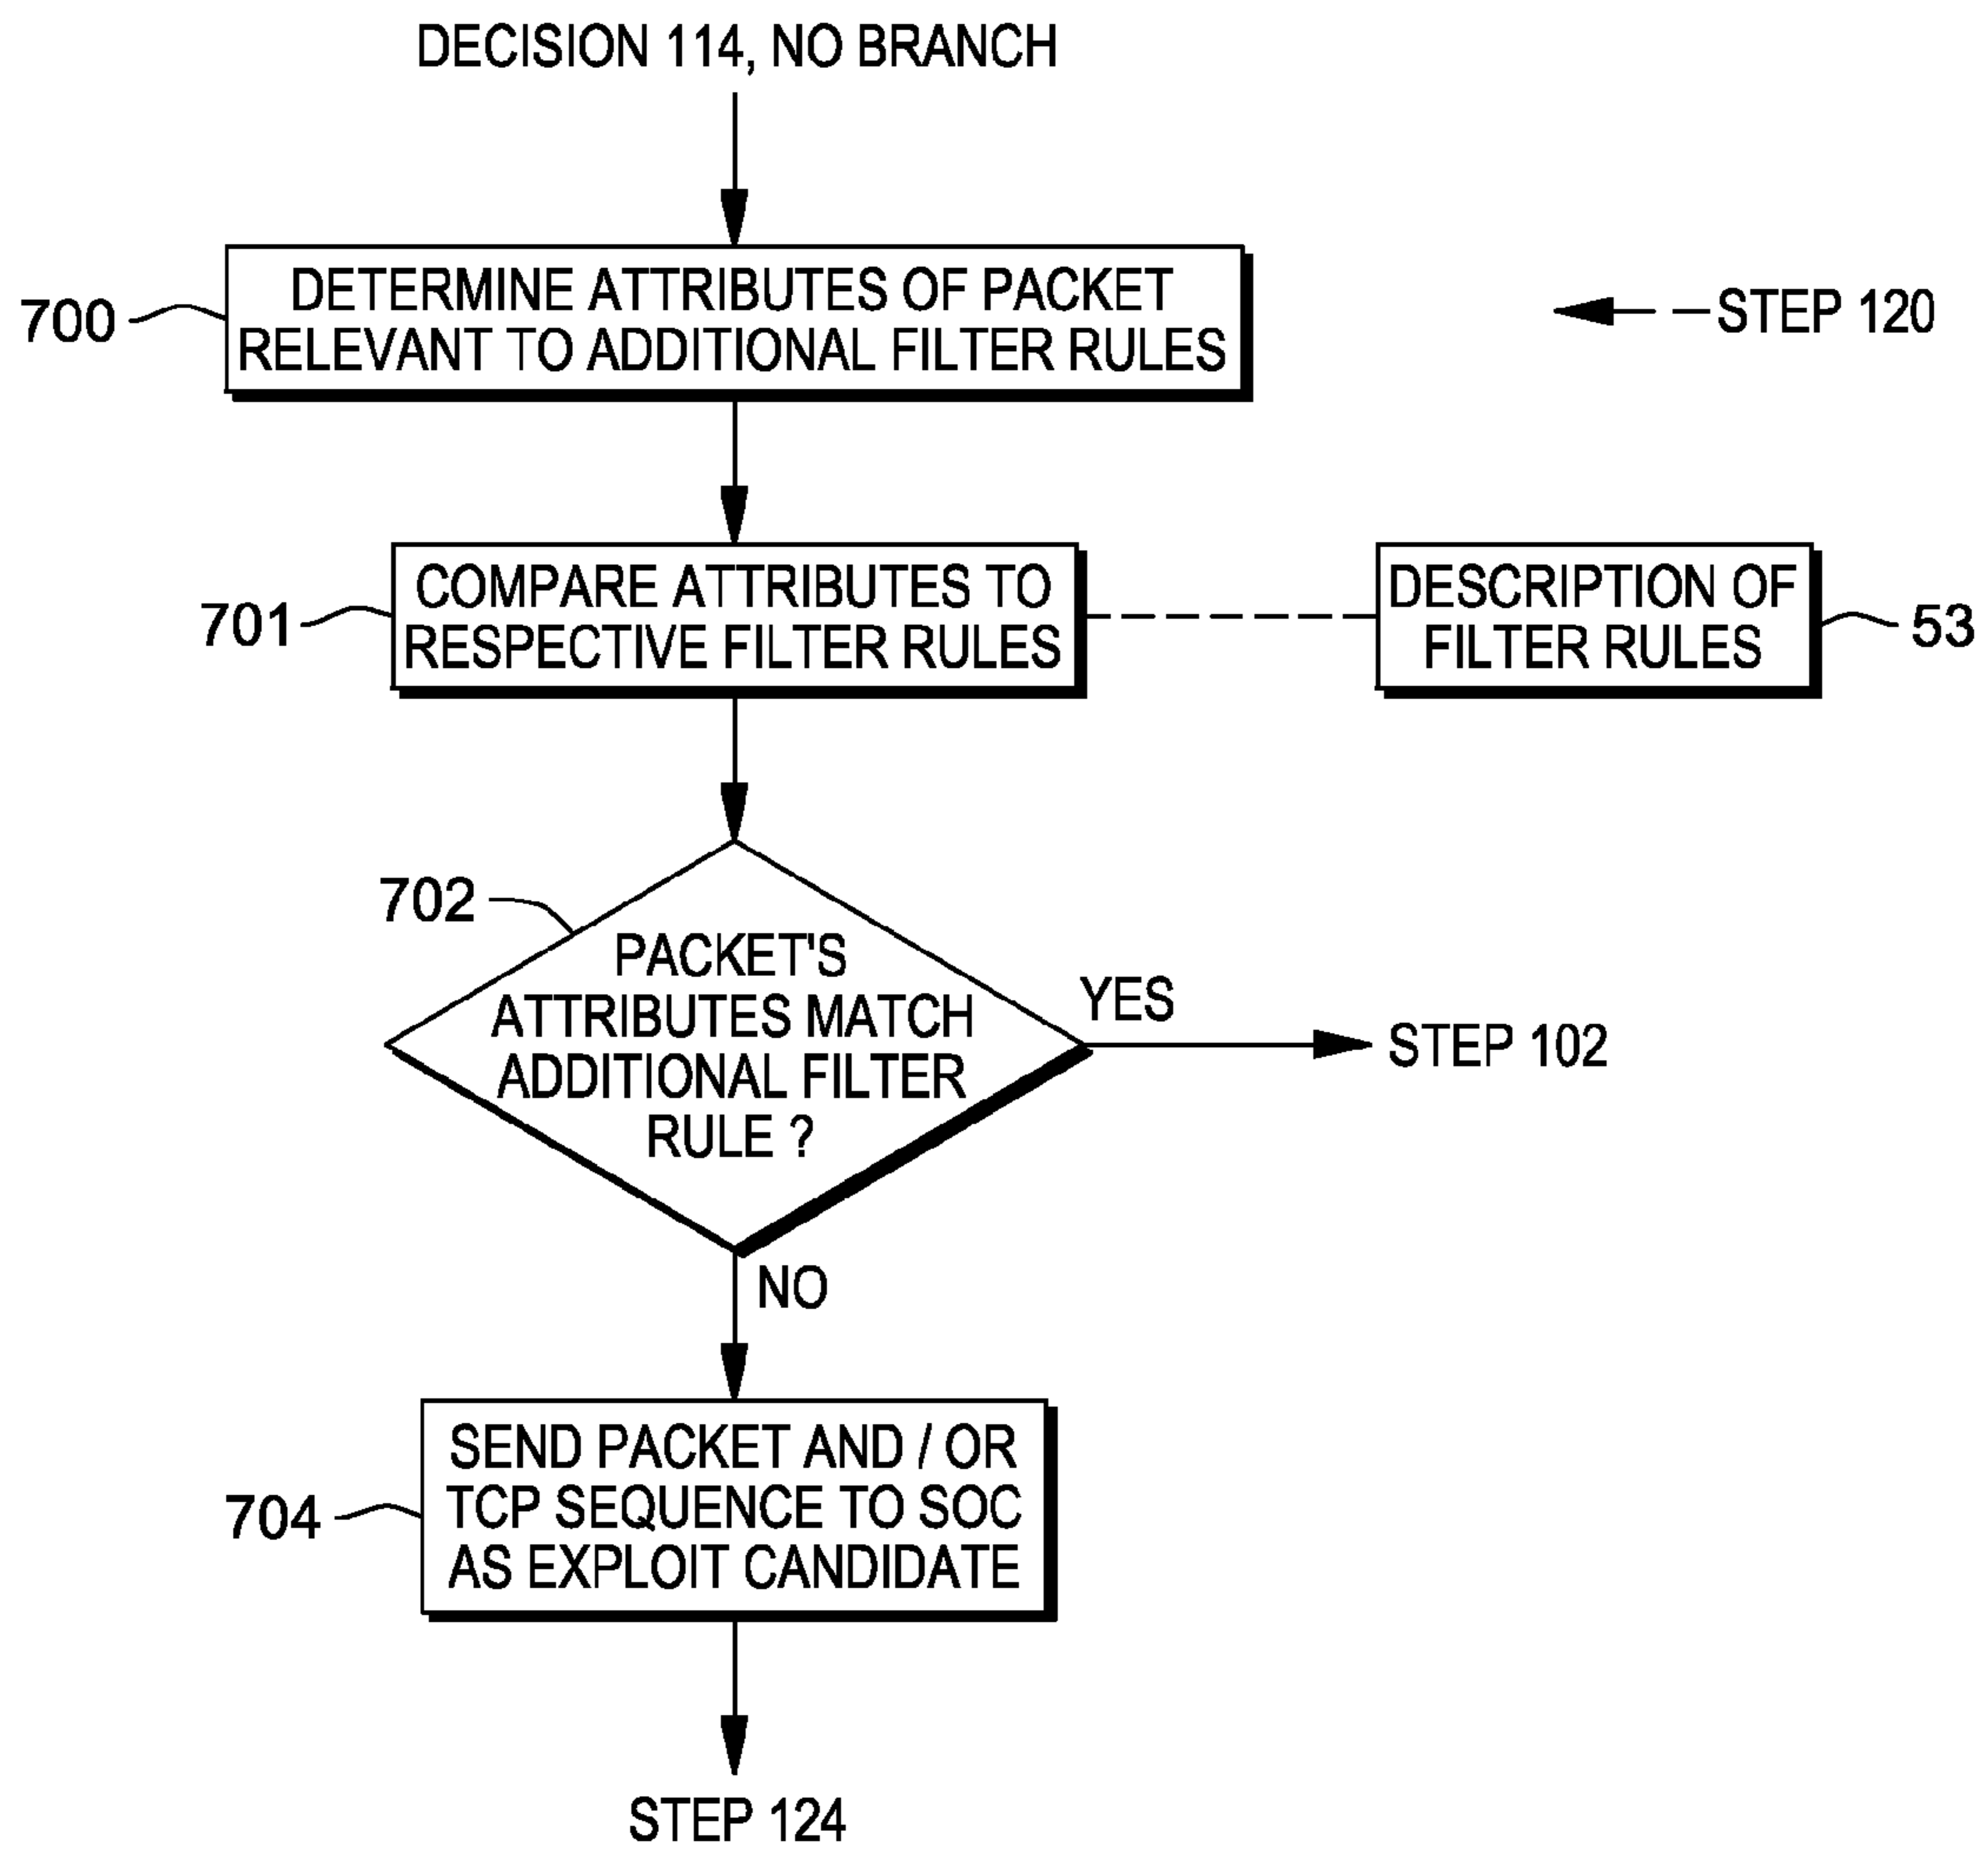 DECISION 114, NO BRANCH
700
DETERMINE ATTRIBUTES OF PACKET
RELEVANT TO ADDITIONAL FILTER RULES
STEP 120
701
COMPARE ATTRIBUTES TO
RESPECTIVE FILTER RULES
DESCRIPTION OF
FILTER RULES
53
702
PACKET'S
ATTRIBUTES MATCH
ADDITIONAL FILTER
RULE ?
YES
STEP 102
NO
704
SEND PACKET AND / OR
TCP SEQUENCE TO SOC
AS EXPLOIT CANDIDATE
STEP 124